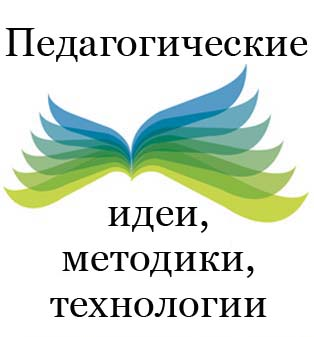 Педагогические
идеи,
методики,
технологии